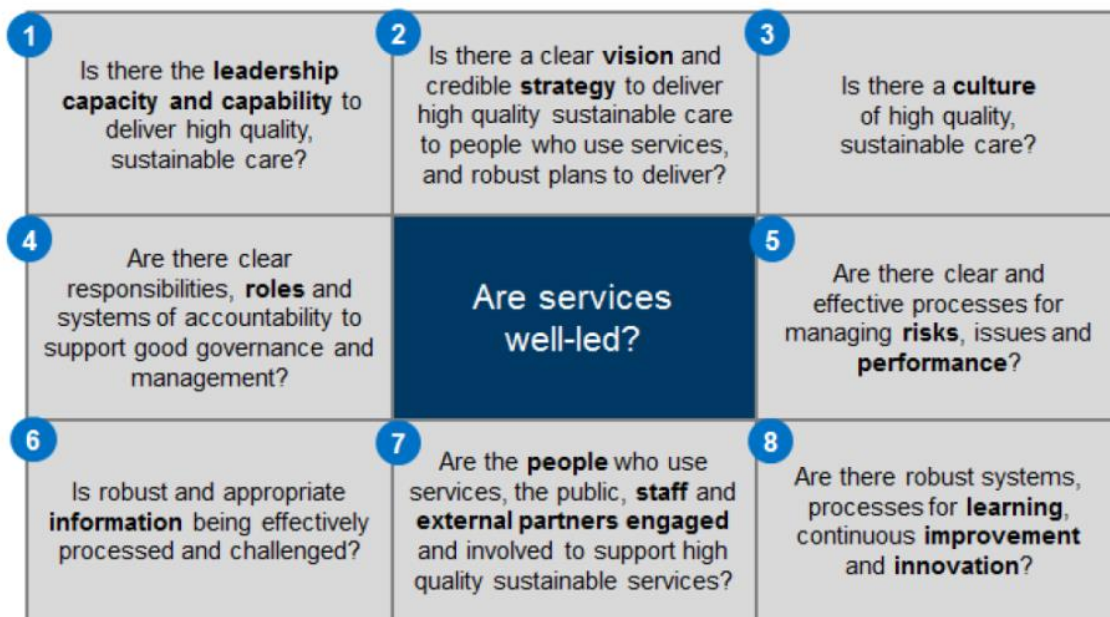 1
Is there the leadership
capacity and capability to
deliver high quality,
sustainable care?
2
Is there a clear vision and
credible strategy to deliver
high quality sustainable care
to people who use services,
and robust plans to deliver?
3
Is there a culture
of high quality,
sustainable care?
4
Are there clear
responsibilities, roles and
systems of accountability to
support good governance and
management?
Are services
well-led?
5
Are there clear and
effective processes for
managing risks, issues and
performance?
6
Is robust and appropriate
information being effectively
processed and challenged?
7
Are the people who use
services, the public, staff and
external partners engaged
and involved to support high
quality sustainable services?
8
Are there robust systems,
processes for learning,
continuous improvement
and innovation?